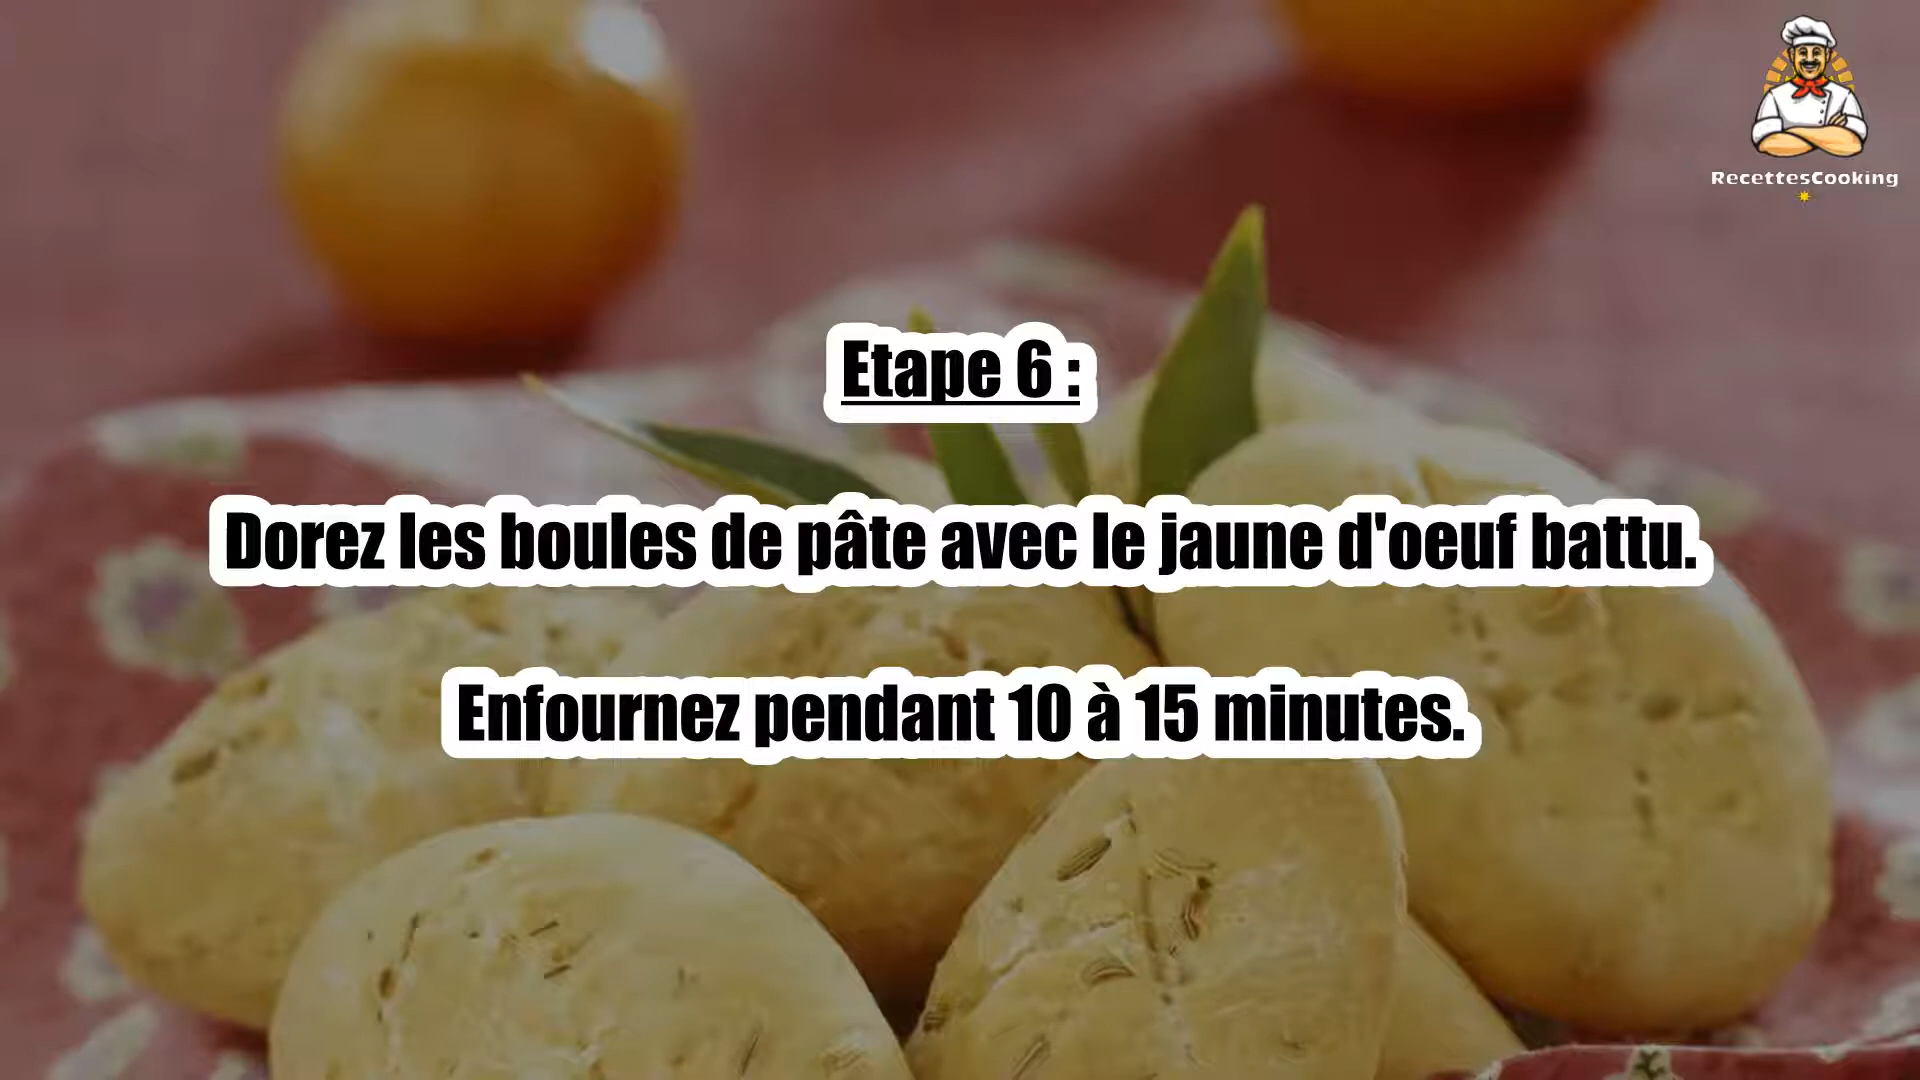 RecettesCooking
Etape 6 :
Dorez les boules de pâte avec le jaune d'oeuf battu.
Enfournez pendant 10 à 15 minutes.